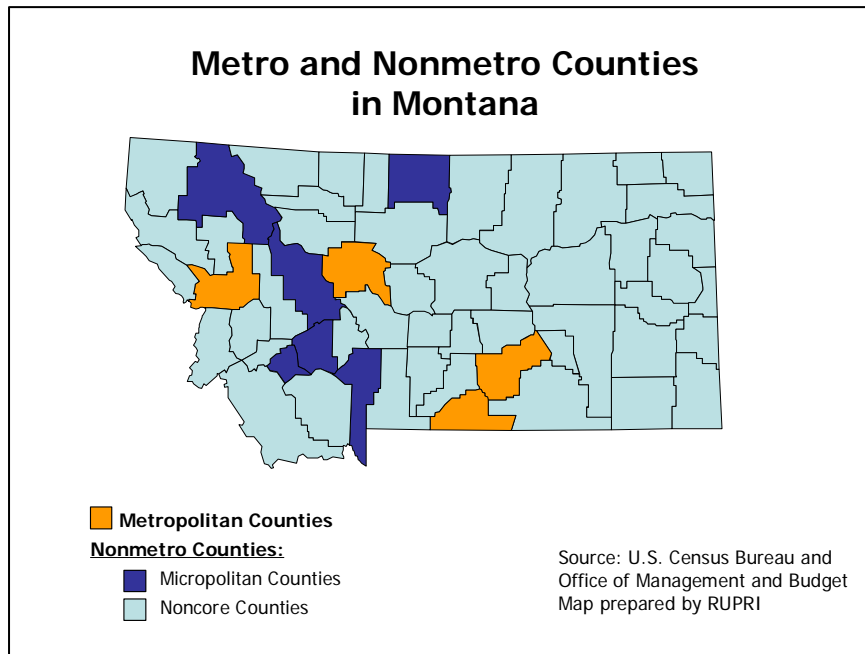 Metro and Nonmetro Counties
in Montana
Metropolitan Counties
Nonmetro Counties:
Micropolitan Counties
Noncore Counties
Source: U.S. Census Bureau and
Office of Management and Budget
Map prepared by RUPRI